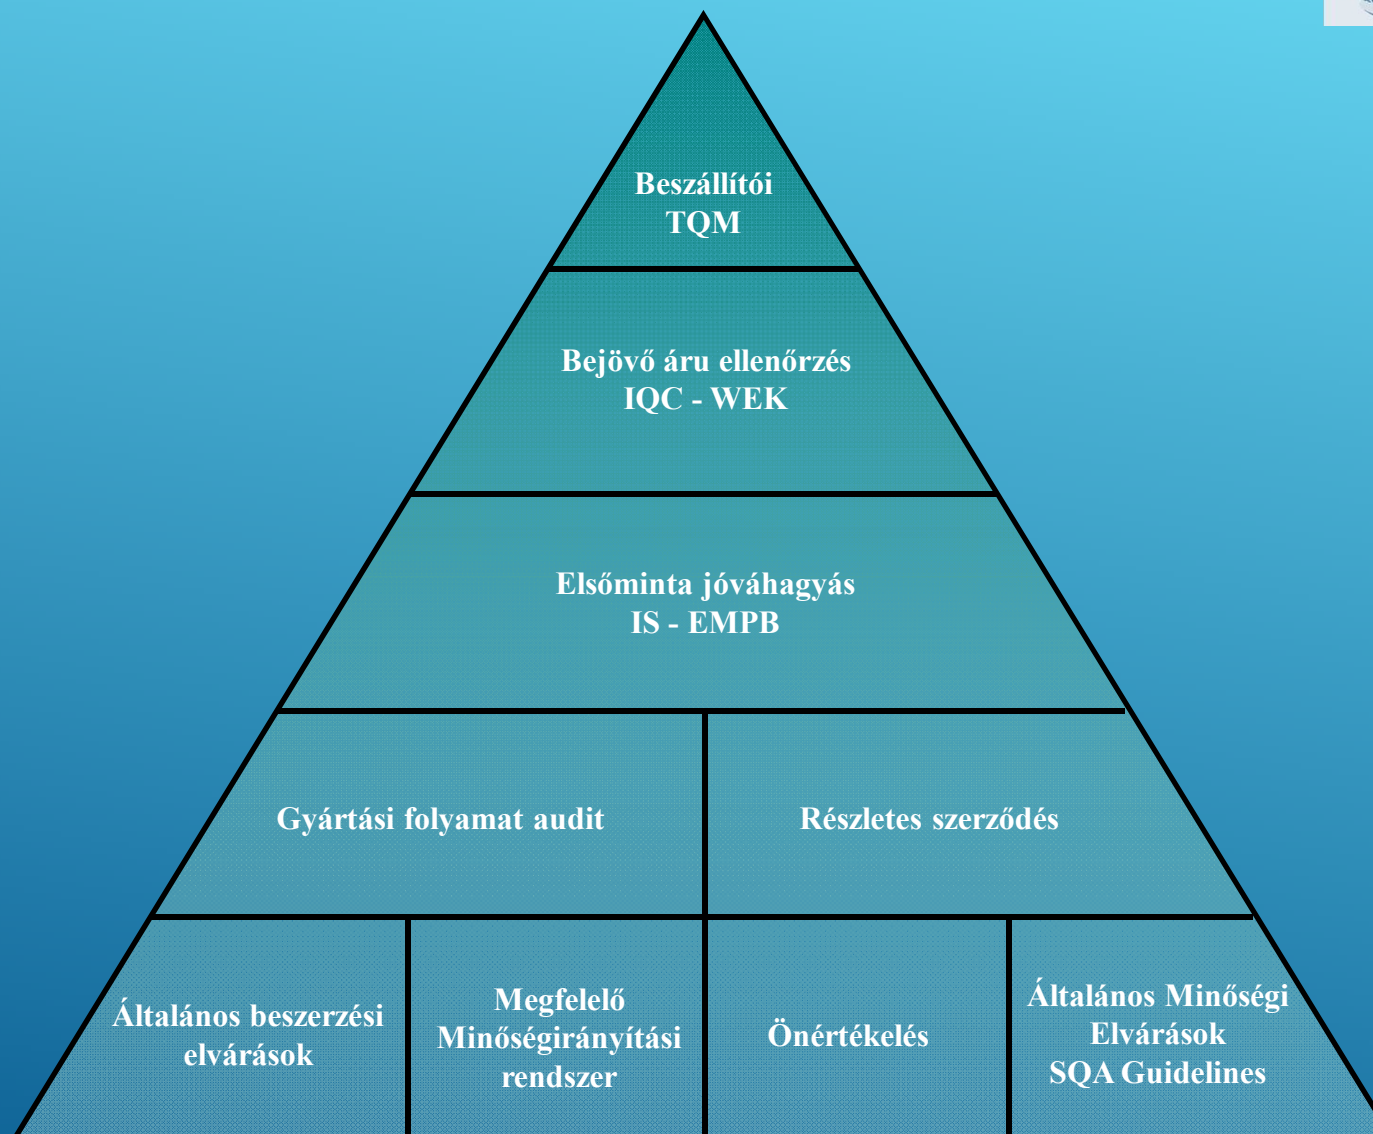 Beszállítói
TQM
Bejövő áru ellenőrzés
IQC - WEK
Elsőminta jóváhagyás
IS - EMPB
Gyártási folyamat audit
Részletes szerződés
Általános beszerzési
elvárások
Megfelelő
Minőségirányítási
rendszer
Önértékelés
Általános Minőségi
Elvárások
SQA Guidelines